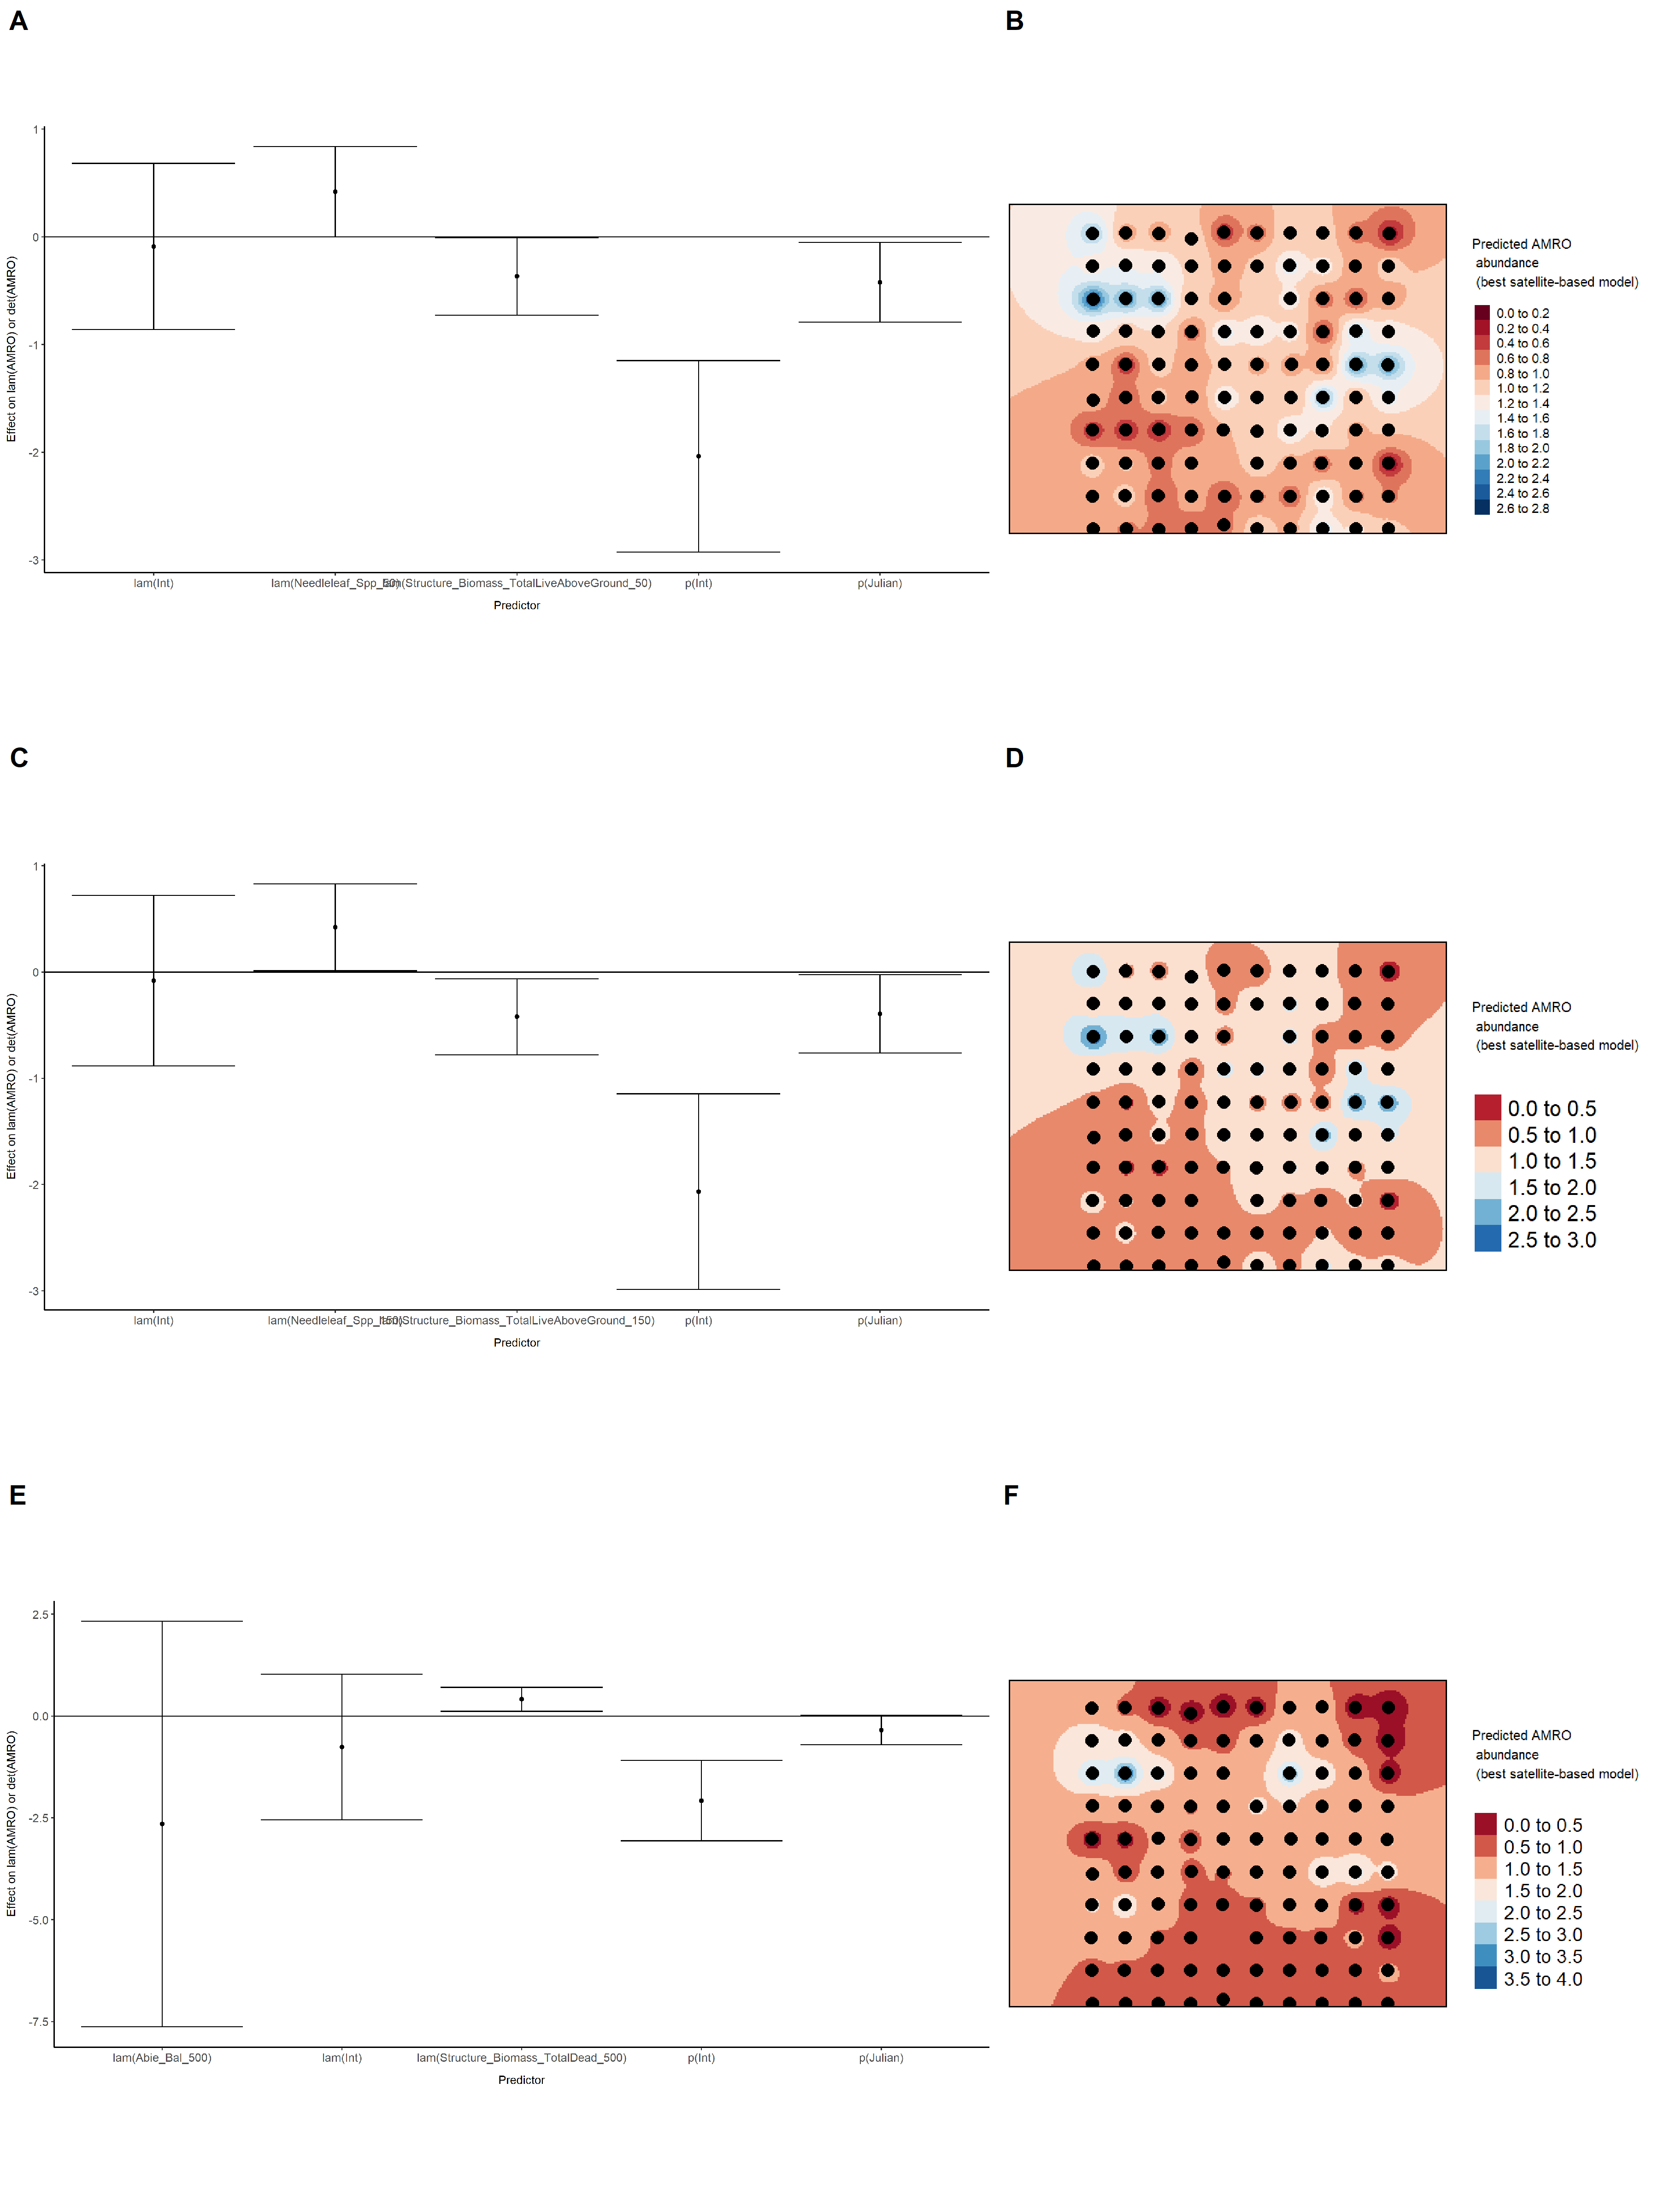 A
B
1
0
-1
-2
-3
Effect on lam(AMRO) or det(AMRO)
lam(Int)
lam(Needleleaf_Spp_50)
lam(Structure_Biomass_TotalLiveAboveGround_50)
p(Int)
p(Julian)
Predictor
Predicted AMRO
abundance
(best satellite-based model)
0.0 to 0.2
0.2 to 0.4
0.4 to 0.6
0.6 to 0.8
0.8 to 1.0
1.0 to 1.2
1.2 to 1.4
1.4 to 1.6
1.6 to 1.8
1.8 to 2.0
2.0 to 2.2
2.2 to 2.4
2.4 to 2.6
2.6 to 2.8
C
D
1
0
-1
-2
-3
Effect on lam(AMRO) or det(AMRO)
lam(Int)
lam(Needleleaf_Spp_150)
lam(Structure_Biomass_TotalLiveAboveGround_150)
p(Int)
p(Julian)
Predictor
Predicted AMRO
abundance
(best satellite-based model)
0.0 to 0.5
0.5 to 1.0
1.0 to 1.5
1.5 to 2.0
2.0 to 2.5
2.5 to 3.0
E
F
2.5
0.0
-2.5
-5.0
-7.5
Effect on lam(AMRO) or det(AMRO)
lam(Abie_Bal_500)
lam(Int)
lam(Structure_Biomass_TotalDead_500)
p(Int)
p(Julian)
Predictor
Predicted AMRO
abundance
(best satellite-based model)
0.0 to 0.5
0.5 to 1.0
1.0 to 1.5
1.5 to 2.0
2.0 to 2.5
2.5 to 3.0
3.0 to 3.5
3.5 to 4.0